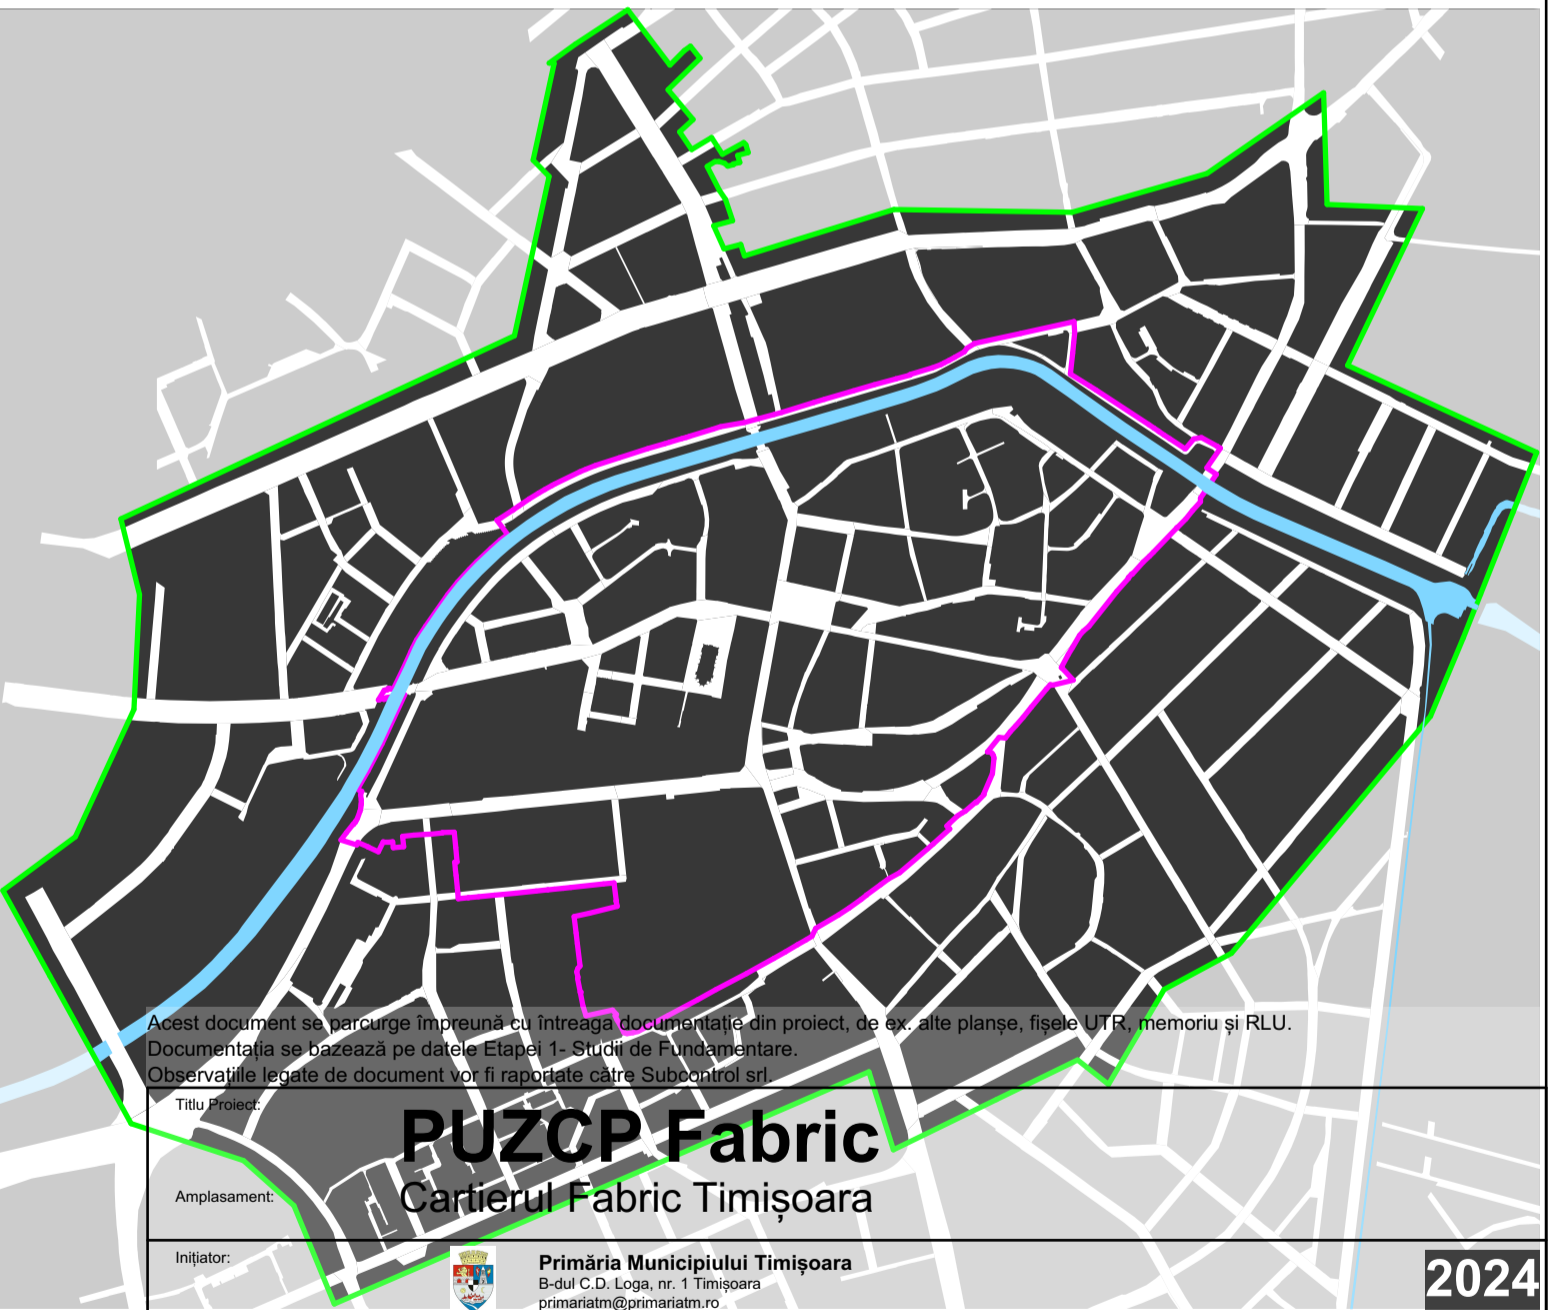 Acest document se parcurge împreună cu întreaga documentație din proiect, de ex. alte planșe, fișele UTR, memoriu și RLU.
Documentația se bazează pe datele Etapei 1- Studii de Fundamentare.
Observațiile legate de document vor fi raportate către Subcontrol srl.
Titlu Proiect:
PUZCP Fabric
Amplasament:
Cartierul Fabric Timișoara
Inițiator:
Primăria Municipiului Timișoara
B-dul C.D. Loga, nr. 1 Timișoara
primariatm@primariatm.ro
2024